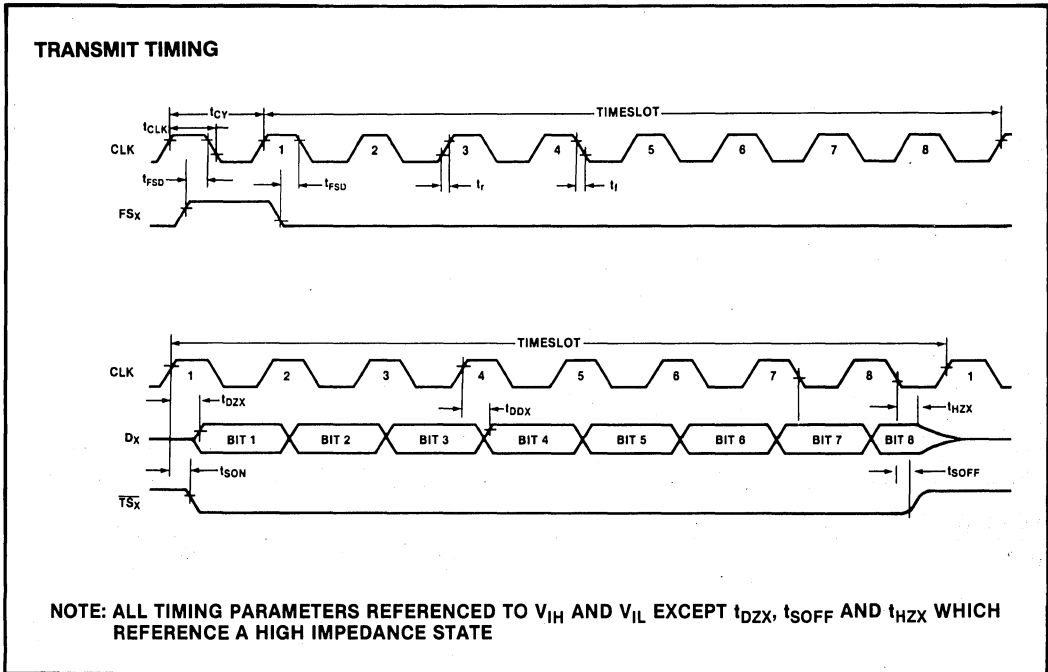 TRANSMIT TIMING
tCY
TIMESLOT
tCLK
CLK
1 2 3 4 5 6 7 8
tFSD
tFSD
tr
tf
FSX
TIMESLOT
CLK
1 2 3 4 5 6 7 8 1
tDZX
tDDX
tHZX
DX
BIT 1 BIT 2 BIT 3 BIT 4 BIT 5 BIT 6 BIT 7 BIT 8
tSON
tSOFF
TSX
NOTE: ALL TIMING PARAMETERS REFERENCED TO VIH AND VIL EXCEPT tDZX, tSOFF AND tHZX WHICH
REFERENCE A HIGH IMPEDANCE STATE